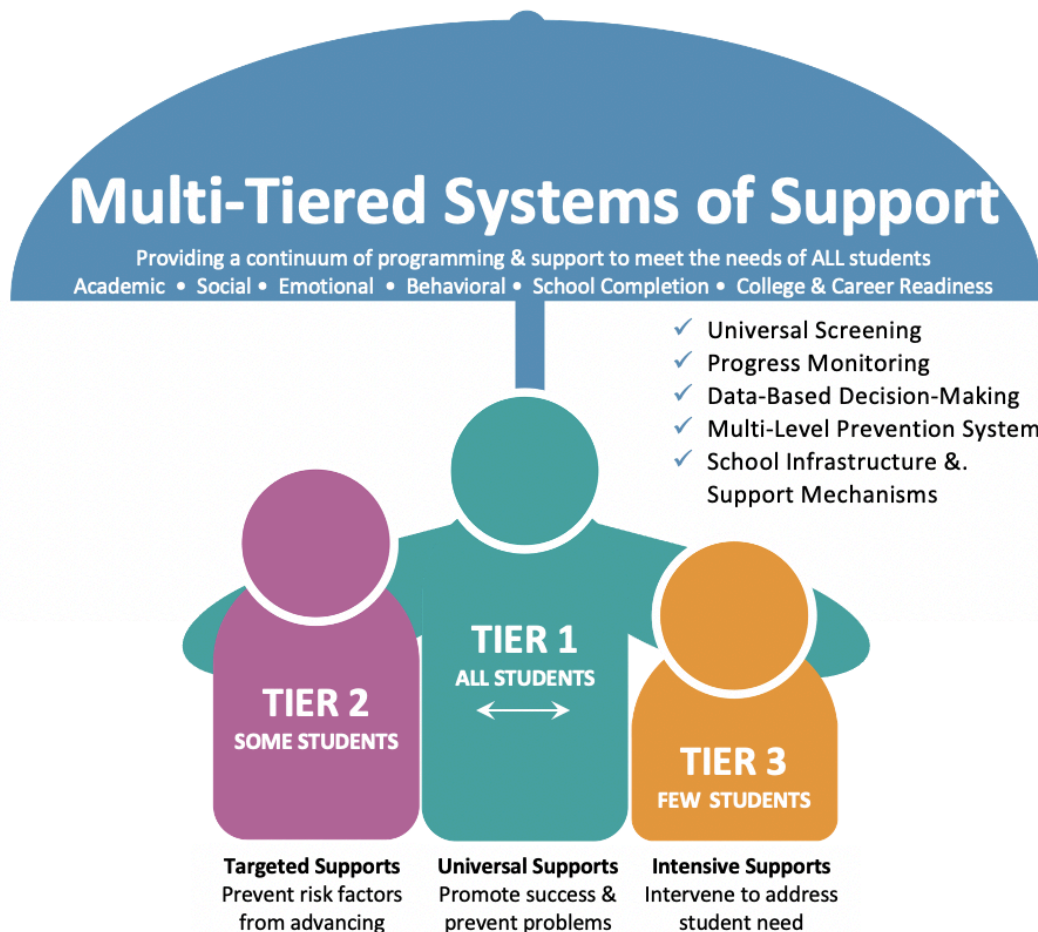 Multi-Tiered Systems of Support
Providing a continuum of programming & support to meet the needs of ALL students
Academic • Social • Emotional • Behavioral • School Completion • College & Career Readiness
✓ Universal Screening
✓ Progress Monitoring
✓ Data-Based Decision-Making
✓ Multi-Level Prevention System
✓ School Infrastructure &.
Support Mechanisms
TIER 2
SOME STUDENTS
TIER 1
ALL STUDENTS
TIER 3
FEW STUDENTS
Targeted Supports
Prevent risk factors
from advancing
Universal Supports
Promote success &
prevent problems
Intensive Supports
Intervene to address
student need